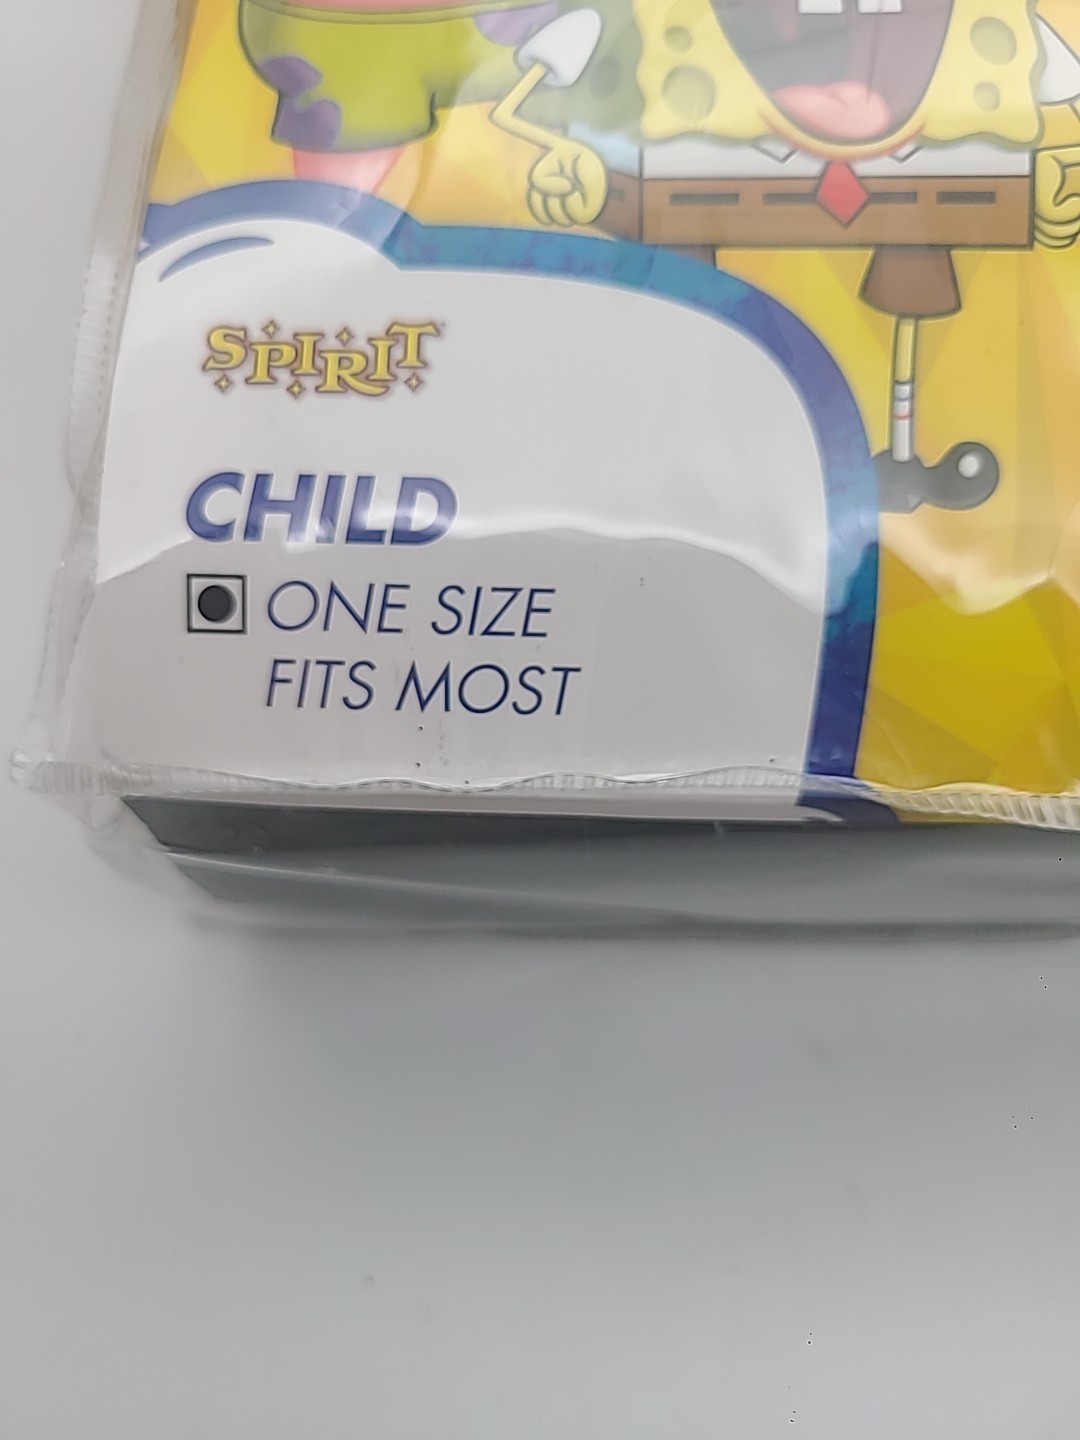 SPIRIT
CHILD
ONE SIZE
FITS MOST